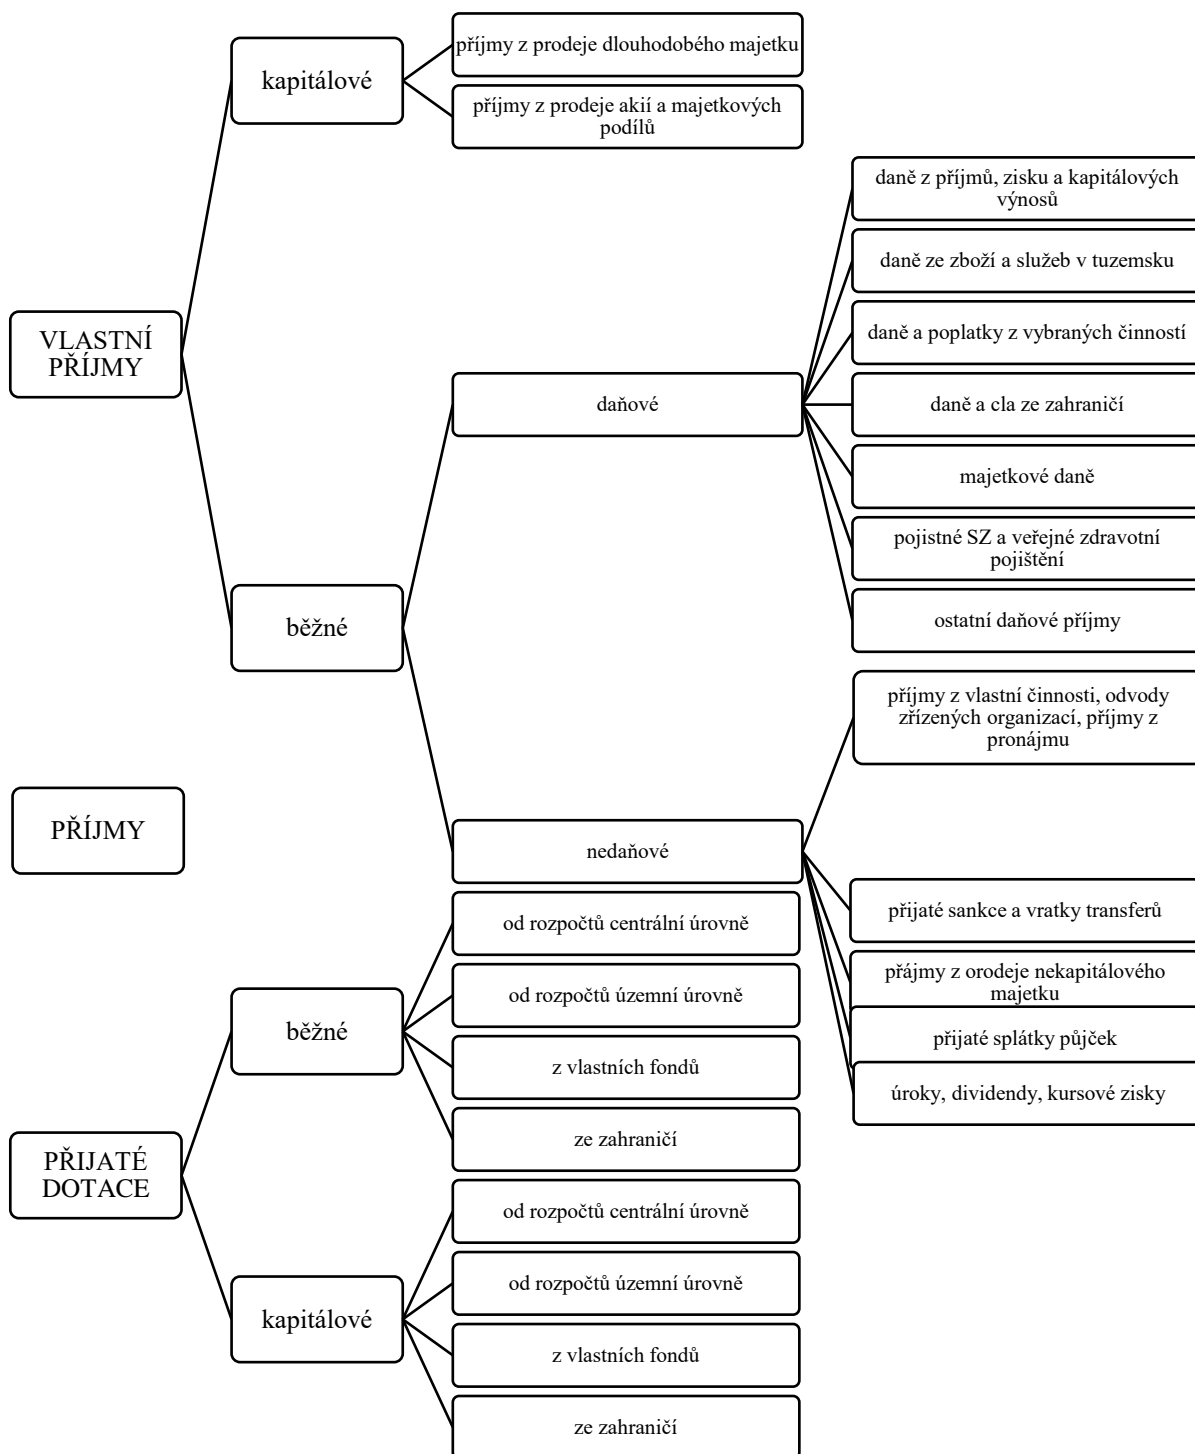 příjmy z prodeje dlouhodobého majetku
kapitálové
příjmy z prodeje akií a majetkových
podílů
daně z příjmů, zisku a kapitálových
výnosů
daně ze zboží a služeb v tuzemsku
VLASTNÍ
PŘÍJMY
daně a poplatky z vybraných činností
daňové
daně a cla ze zahraničí
majetkové daně
pojistné SZ a veřejné zdravotní
pojištění
běžné
ostatní daňové příjmy
příjmy z vlastní činnosti, odvody
zřízených organizací, příjmy z
pronájmu
PŘÍJMY
nedaňové
přijaté sankce a vratky transferů
přájmy z orodeje nekapitálového
majetku
přijaté splátky půjček
úroky, dividendy, kursové zisky
od rozpočtů centrální úrovně
od rozpočtů územní úrovně
běžné
z vlastních fondů
ze zahraničí
PŘIJATÉ
DOTACE
od rozpočtů centrální úrovně
od rozpočtů územní úrovně
kapitálové
z vlastních fondů
ze zahraničí